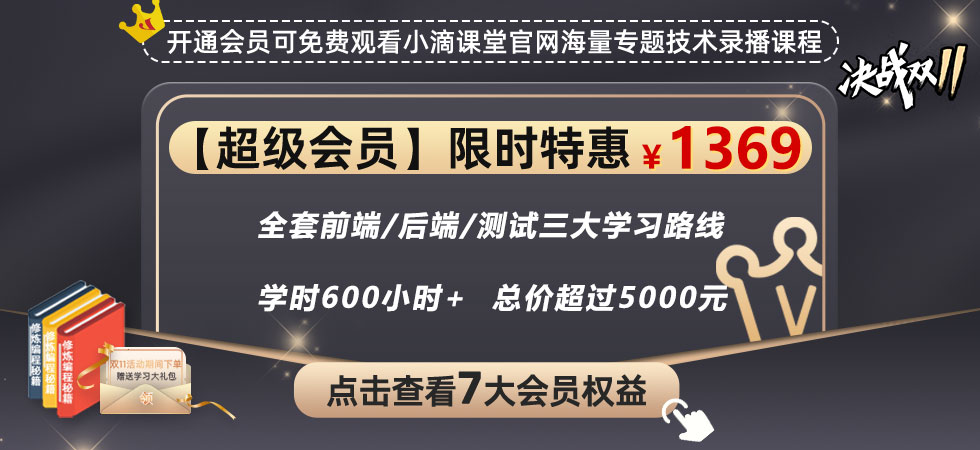 开通会员可免费观看小滴课堂官网海量专题技术录播课程
决战双11
【超级会员】限时特惠 ¥1369
全套前端/后端/测试三大学习路线
学时600小时+ 总价超过5000元
修炼编程秘籍
修炼编程秘籍
修炼编程秘籍
双11活动期间下单
赠送学习大礼包
领
点击查看7大会员权益